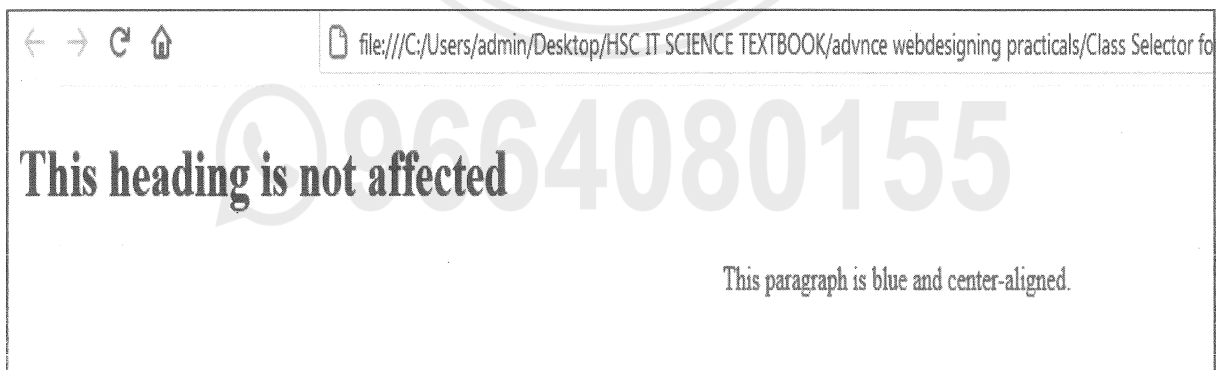 file:///C:/Users/admin/Desktop/HSC IT SCIENCE TEXTBOOK/advnce webdesigning practicals/Class Selector fo
9664080155
This heading is not affected
This paragraph is blue and center-aligned.